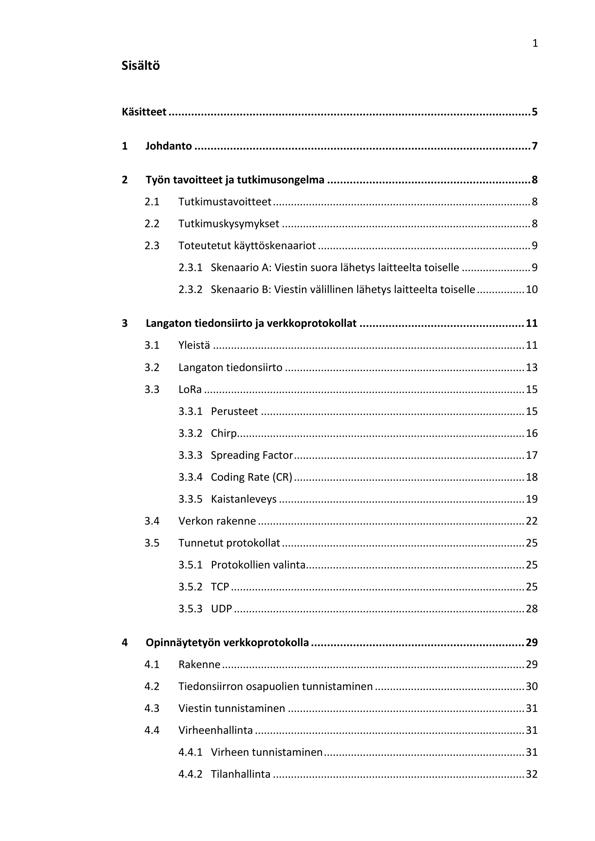 1
Sisältö
Käsitteet ........................................................................................................ 5
1 Johdanto ........................................................................................................ 7
2 Työn tavoitteet ja tutkimusongelma ................................................................ 8
2.1 Tutkimustavoitteet ................................................................................ 8
2.2 Tutkimuskysymykset ................................................................................ 8
2.3 Toteutetut käyttöskenaariot ................................................................ 9
2.3.1 Skenaario A: Viestin suora lähetys laitteelta toiselle ....................... 9
2.3.2 Skenaario B: Viestin välillinen lähetys laitteelta toiselle ................ 10
3 Langaton tiedonsiirto ja verkkoprotokollat .................................................... 11
3.1 Yleistä ................................................................................................ 11
3.2 Langaton tiedonsiirto ........................................................................ 13
3.3 LoRa ................................................................................................ 15
3.3.1 Perusteet ................................................................................ 15
3.3.2 Chirp ................................................................................ 16
3.3.3 Spreading Factor ................................................................ 17
3.3.4 Coding Rate (CR) ................................................................ 18
3.3.5 Kaistanleveys ................................................................ 19
3.4 Verkon rakenne ................................................................................ 22
3.5 Tunnetut protokollat ........................................................................ 25
3.5.1 Protokollien valinta ................................................................ 25
3.5.2 TCP ................................................................................ 25
3.5.3 UDP ................................................................................ 28
4 Opinnäytetyön verkkoprotokolla .................................................................... 29
4.1 Rakenne ................................................................................ 29
4.2 Tiedonsiirron osapuolien tunnistaminen .................................................. 30
4.3 Viestin tunnistaminen ........................................................................ 31
4.4 Virheenhallinta ................................................................................ 31
4.4.1 Virheen tunnistaminen ................................................................ 31
4.4.2 Tilanhallinta ................................................................ 32